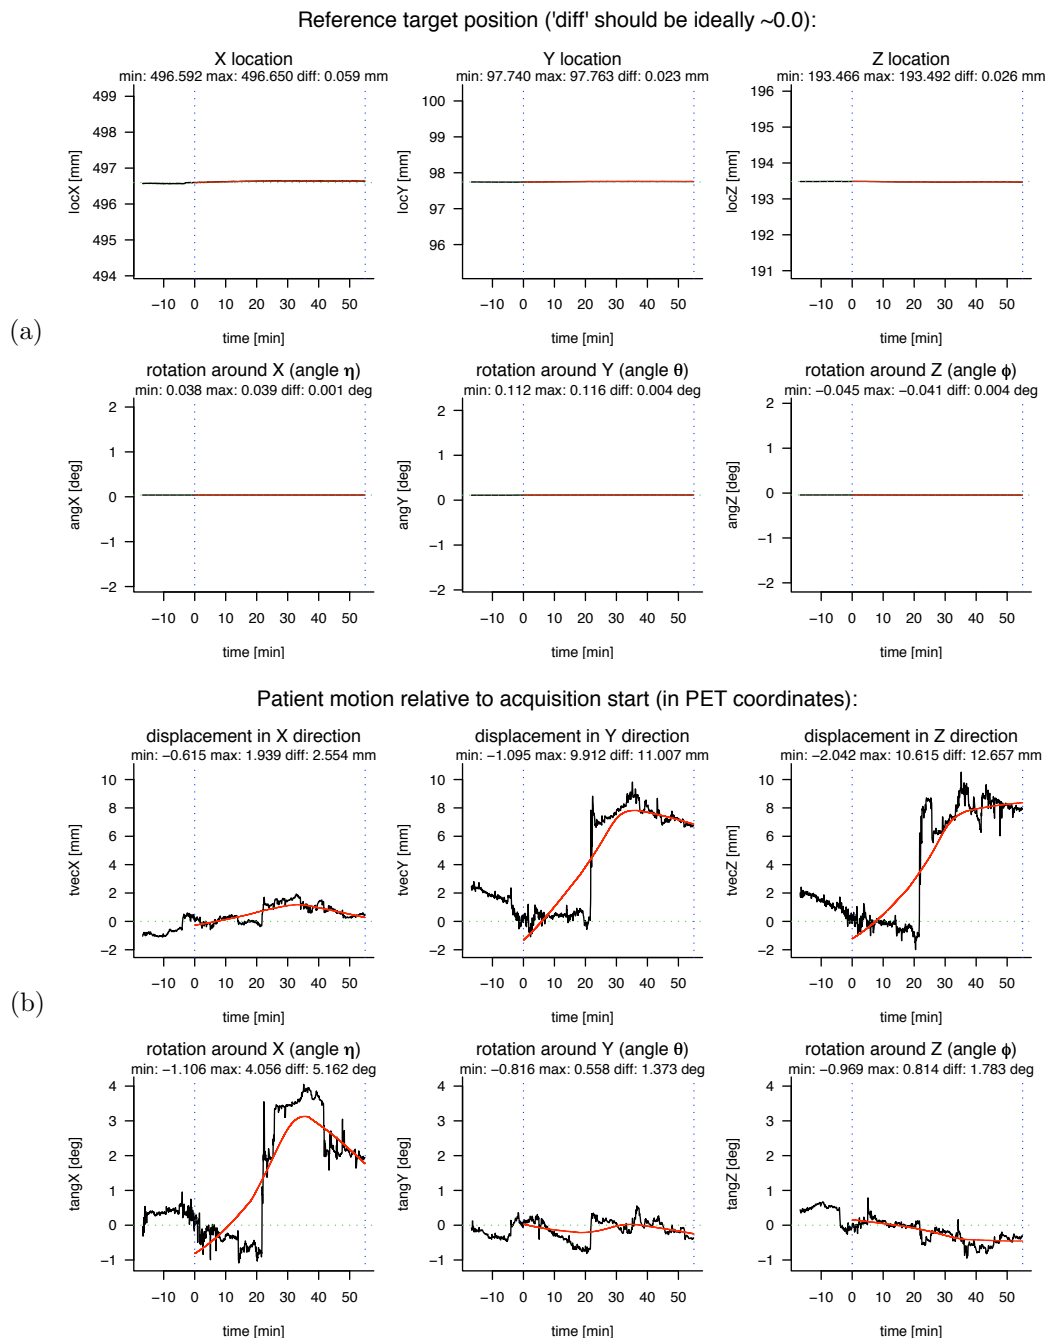 Reference target position ('diff' should be ideally ~0.0):
X location
min: 496.592 max: 496.650 diff: 0.059 mm
Y location
min: 97.740 max: 97.763 diff: 0.023 mm
Z location
min: 193.466 max: 193.492 diff: 0.026 mm
locX [mm]
499
498
497
496
495
494
−10 0 10 20 30 40 50
time [min]
locY [mm]
100
99
98
97
96
−10 0 10 20 30 40 50
time [min]
locZ [mm]
196
195
194
193
192
191
−10 0 10 20 30 40 50
time [min]
(a)
rotation around X (angle η)
min: 0.038 max: 0.039 diff: 0.001 deg
rotation around Y (angle θ)
min: 0.112 max: 0.116 diff: 0.004 deg
rotation around Z (angle ϕ)
min: −0.045 max: −0.041 diff: 0.004 deg
angX [deg]
2
1
0
−1
−2
−10 0 10 20 30 40 50
time [min]
angY [deg]
2
1
0
−1
−2
−10 0 10 20 30 40 50
time [min]
angZ [deg]
2
1
0
−1
−2
−10 0 10 20 30 40 50
time [min]
Patient motion relative to acquisition start (in PET coordinates):
displacement in X direction
min: −0.615 max: 1.939 diff: 2.554 mm
displacement in Y direction
min: −1.095 max: 9.912 diff: 11.007 mm
displacement in Z direction
min: −2.042 max: 10.615 diff: 12.657 mm
tvecX [mm]
10
8
6
4
2
0
−2
−10 0 10 20 30 40 50
time [min]
tvecY [mm]
10
8
6
4
2
0
−2
−10 0 10 20 30 40 50
time [min]
tvecZ [mm]
10
8
6
4
2
0
−2
−10 0 10 20 30 40 50
time [min]
(b)
rotation around X (angle η)
min: −1.106 max: 4.056 diff: 5.162 deg
rotation around Y (angle θ)
min: −0.816 max: 0.558 diff: 1.373 deg
rotation around Z (angle ϕ)
min: −0.969 max: 0.814 diff: 1.783 deg
tangX [deg]
4
3
2
1
0
−1
−10 0 10 20 30 40 50
time [min]
tangY [deg]
4
3
2
1
0
−1
−10 0 10 20 30 40 50
time [min]
tangZ [deg]
4
3
2
1
0
−1
−10 0 10 20 30 40 50
time [min]